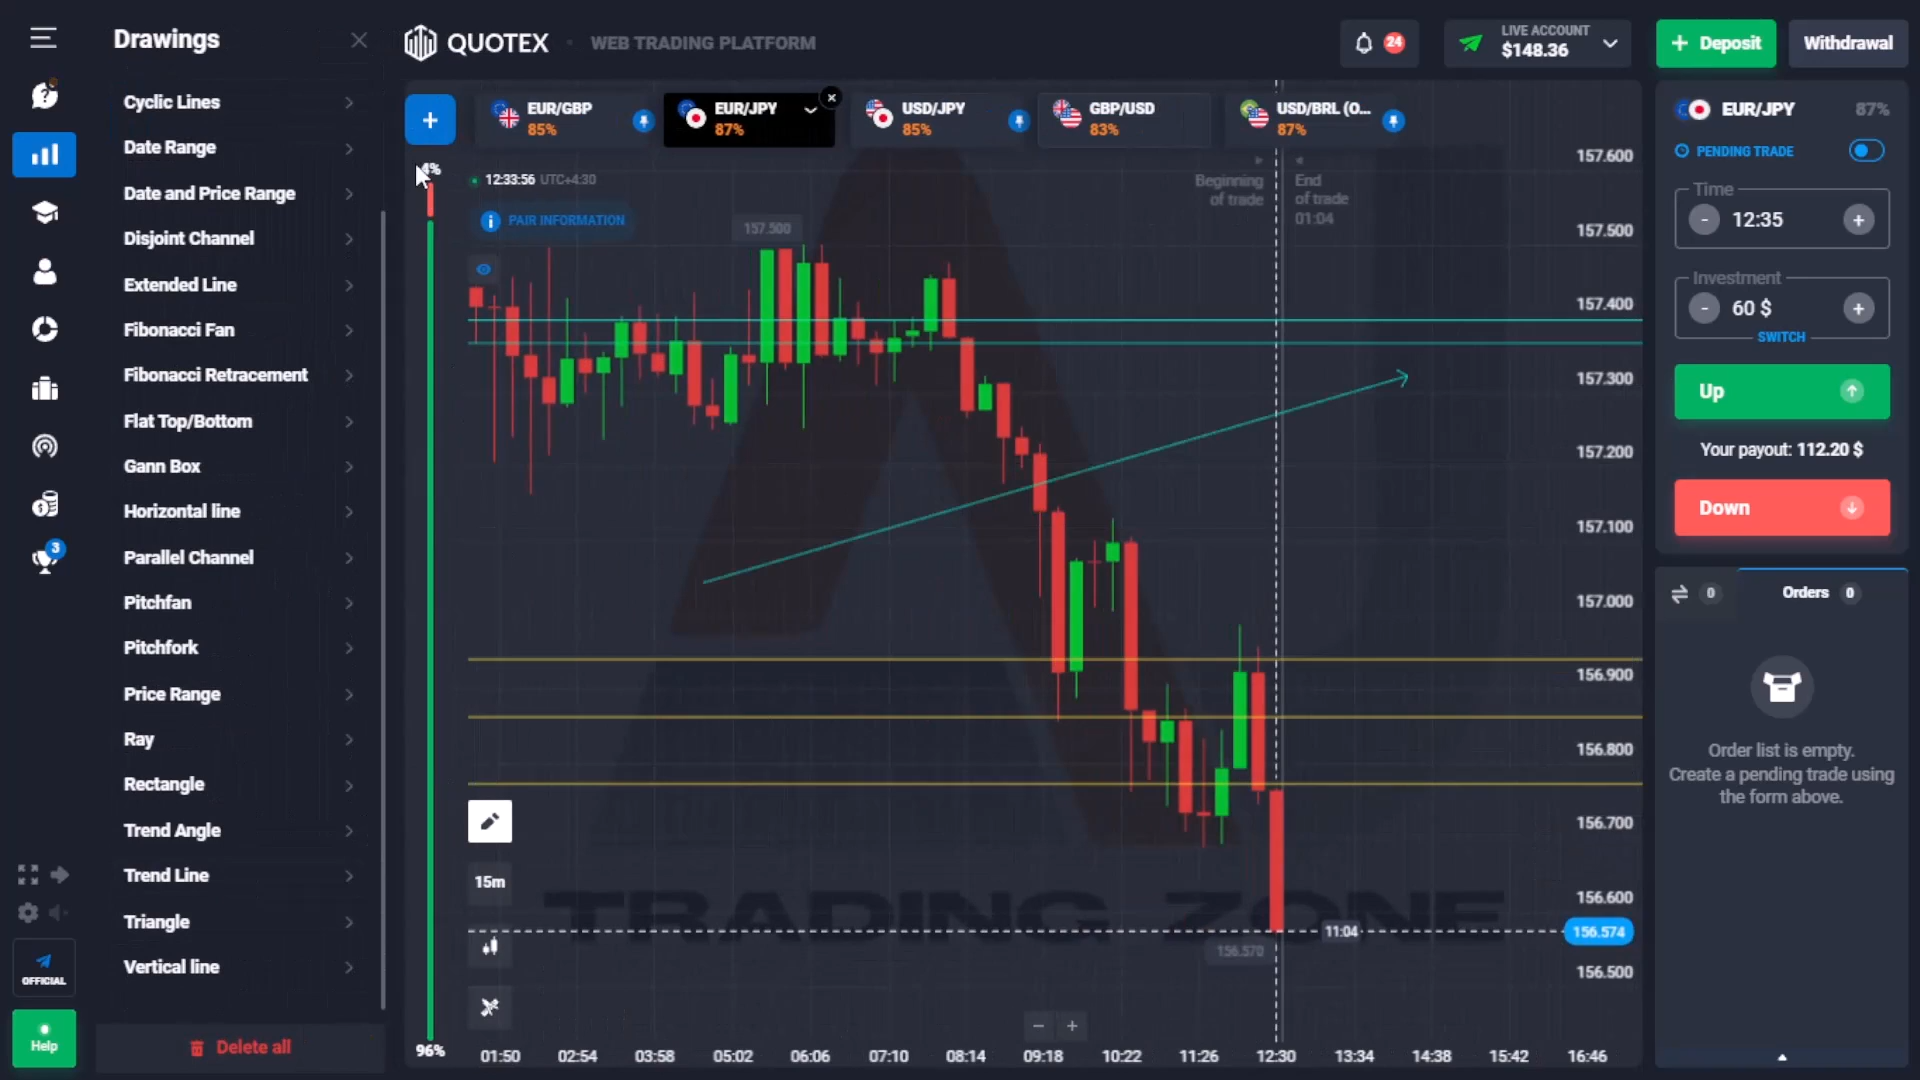 Drawings
Cyclic Lines
Date Range
Date and Price Range
Disjoint Channel
Extended Line
Fibonacci Fan
Fibonacci Retracement
Flat Top/Bottom
Gann Box
Horizontal line
Parallel Channel
Pitchfan
Pitchfork
Price Range
Ray
Rectangle
Trend Angle
Trend Line
Triangle
Vertical line
Delete all
3
OFFICIAL
Help
QUOTEX
WEB TRADING PLATFORM
24
LIVE ACCOUNT
$148.36
+ Deposit
Withdrawal
+
EUR/GBP
85%
EUR/JPY
87%
USD/JPY
85%
GBP/USD
83%
USD/BRL (O...
87%
12:33:56 UTC+4:30
PAIR INFORMATION
157.500
Beginning
of trade
End
of trade
01:04
157.600
157.500
157.400
157.300
157.200
157.100
157.000
156.900
156.800
156.700
156.600
156.574
156.500
11:04
156.570
15m
TRADING ZONE
96%
01:50
02:54
03:58
05:02
06:06
07:10
08:14
09:18
10:22
11:26
12:30
13:34
14:38
15:42
16:46
EUR/JPY
87%
PENDING TRADE
Time
- 12:35 +
Investment
- 60 $ +
SWITCH
Up
Your payout: 112.20 $
Down
0
Orders 0
Order list is empty.
Create a pending trade using
the form above.